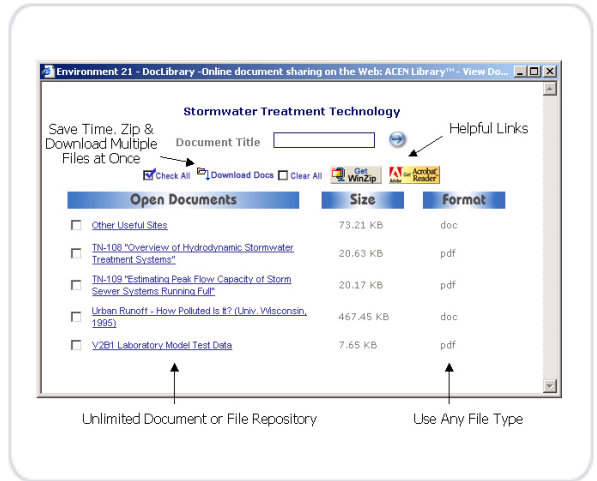 Environment 21 - DocLibrary -Online document sharing on the Web: ACEN Library™ - View Do...
Stormwater Treatment Technology
Save Time. Zip &
Download Multiple
Files at Once
Document Title
Helpful Links
Check All Download Docs Clear All Get WinZip Adobe Get Acrobat Reader
Open Documents Size Format
Other Useful Sites 73.21 KB doc
TN-108 "Overview of Hydrodynamic Stormwater
Treatment Systems" 20.63 KB pdf
TN-109 "Estimating Peak Flow Capacity of Storm
Sewer Systems Running Full" 20.17 KB pdf
Urban Runoff - How Polluted Is It? (Univ. Wisconsin,
1995) 467.45 KB doc
V2B1 Laboratory Model Test Data 7.65 KB pdf
Unlimited Document or File Repository Use Any File Type